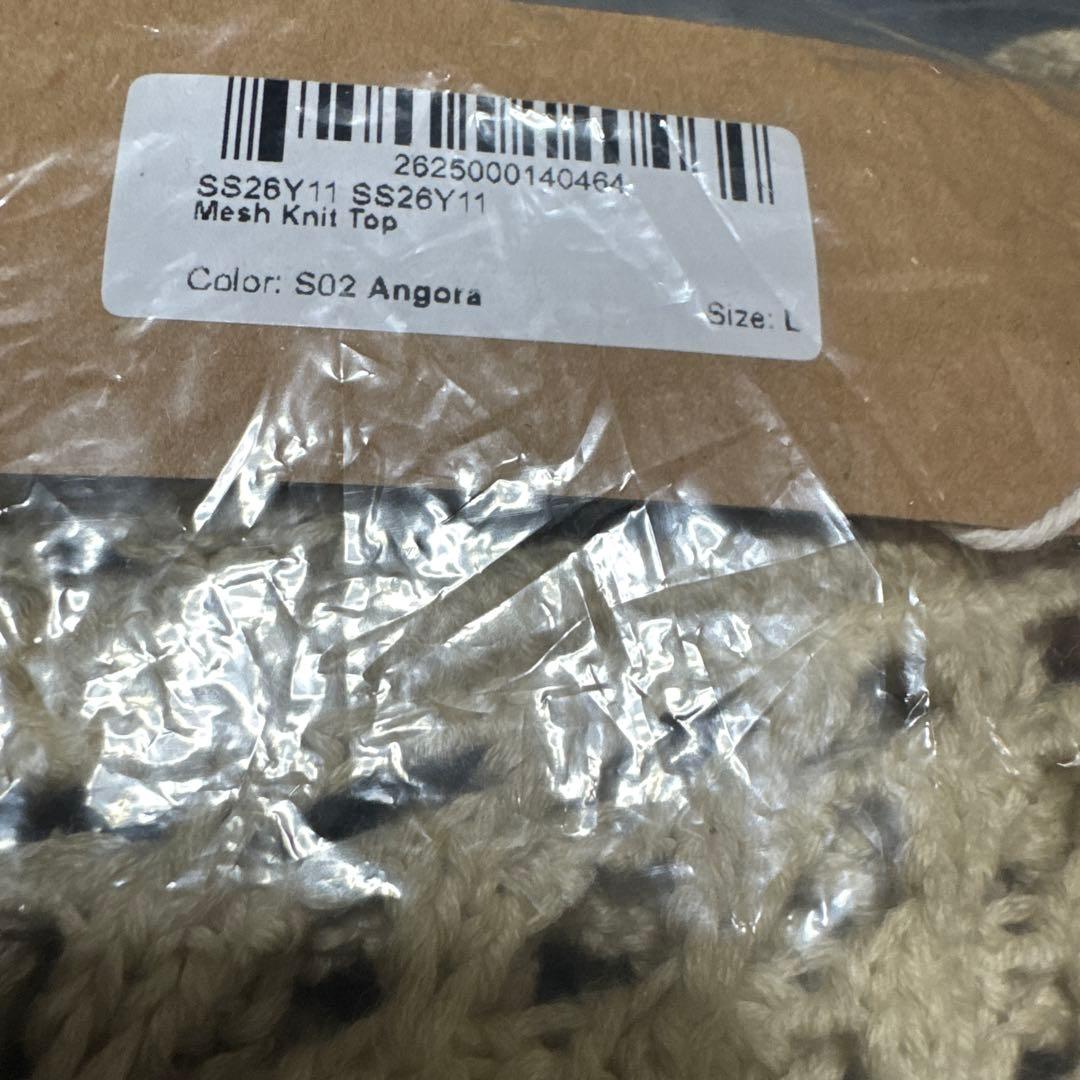 2625000140464
SS26Y11 SS26Y11
Mesh Knit Top
Color: S02 Angora
Size: L